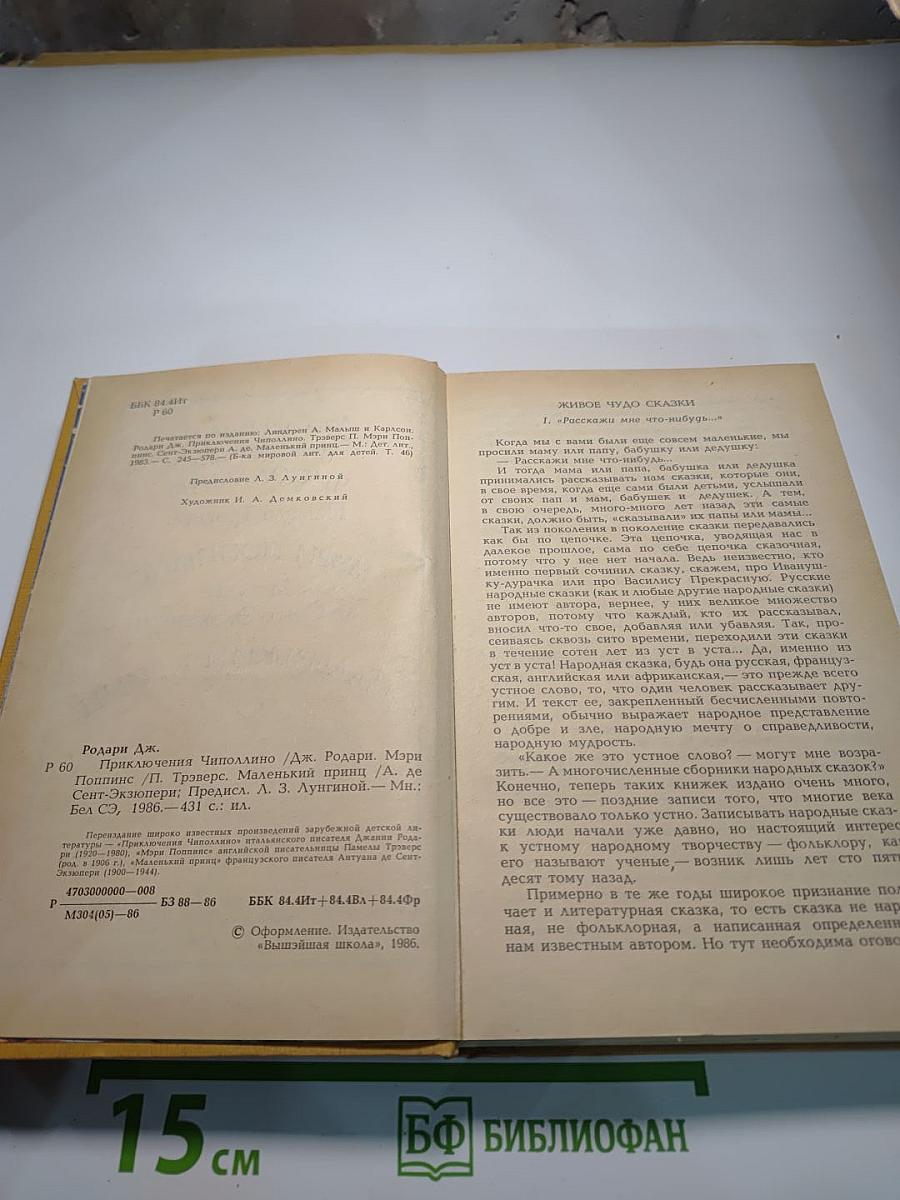 ББК 84.4Ит
Р 60
Печатается по изданию: Линдгрен А. Малыш и Карлсон.
Родари Дж. Приключения Чиполлино. Трэверс П. Мэри Поп-
пинс. Сент-Экзюпери А. де. Маленький принц.— М.: Дет. лит.,
1983.— С. 245—578.— (Б-ка мировой лит. для детей. Т. 46)
Предисловие Л. З. Лунгиной
Художник И. А. Демковский
Родари Дж.
Р 60 Приключения Чиполлино /Дж. Родари. Мэри
Поппинс /П. Трэверс. Маленький принц /А. де
Сент-Экзюпери; Предисл. Л. З. Лунгиной.— Мн.:
Бел СЭ, 1986.—431 с.: ил.
Переиздание широко известных произведений зарубежной детской ли-
тературы — «Приключения Чиполлино» итальянского писателя Джанни Рода-
ри (1920—1980), «Мэри Поппинс» английской писательницы Памелы Трэверс
(род. в 1906 г.), «Маленький принц» французского писателя Антуана де Сент-
Экзюпери (1900—1944).
Р 4703000000—008 БЗ 88—86 ББК 84.4Ит+84.4Вл+84.4Фр
М304(05)—86
© Оформление. Издательство
«Вышэйшая школа», 1986.
ЖИВОЕ ЧУДО СКАЗКИ
1. «Расскажи мне что-нибудь...»
Когда мы с вами были еще совсем маленькие, мы
просили маму или папу, бабушку или дедушку:
— Расскажи мне что-нибудь...
И тогда мама или папа, бабушка или дедушка
принимались рассказывать нам сказки, которые они,
в свое время, когда еще сами были детьми, услышали
от своих пап и мам, бабушек и дедушек. А тем,
в свою очередь, много-много лет назад эти самые
сказки, должно быть, «сказывали» их папы или мамы...
Так из поколения в поколение сказки передавались
как бы по цепочке. Эта цепочка, уводящая нас в
далекое прошлое, сама по себе цепочка сказочная,
потому что у нее нет начала. Ведь неизвестно, кто
именно первый сочинил сказку, скажем, про Ивануш-
ку-дурачка или про Василису Прекрасную. Русские
народные сказки (как и любые другие народные сказки)
не имеют автора, вернее, у них великое множество
авторов, потому что каждый, кто их рассказывал,
вносил что-то свое, добавляя или убавляя. Так, про-
сеиваясь сквозь сито времени, переходили эти сказки
в течение сотен лет из уст в уста... Да, именно из
уст в уста! Народная сказка, будь она русская, француз-
ская, английская или африканская,— это прежде всего
устное слово, то, что один человек рассказывает дру-
гим. И текст ее, закрепленный бесчисленными повто-
рениями, обычно выражает народное представление
о добре и зле, народную мечту о справедливости,
народную мудрость.
«Какое же это устное слово? — могут мне возра-
зить.— А многочисленные сборники народных сказок?»
Конечно, теперь таких книжек издано очень много,
но все это — поздние записи того, что многие века
существовало только устно. Записывать народные сказ-
ки люди начали уже давно, но настоящий интерес
к устному народному творчеству — фольклору, как
его называют ученые,— возник лишь лет сто пять
десят тому назад.
Примерно в те же годы широкое признание пол
чает и литературная сказка, то есть сказка не нар
ная, не фольклорная, а написанная определенн
нам известным автором. Но тут необходима огово
15 см
БФ БИБЛИОФАН